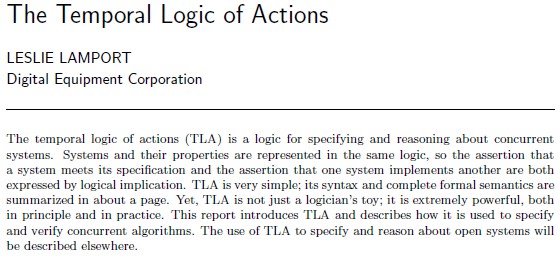 The Temporal Logic of Actions
LESLIE LAMPORT
Digital Equipment Corporation
The temporal logic of actions (TLA) is a logic for specifying and reasoning about concurrent
systems. Systems and their properties are represented in the same logic, so the assertion that
a system meets its specification and the assertion that one system implements another are both
expressed by logical implication. TLA is very simple; its syntax and complete formal semantics are
summarized in about a page. Yet, TLA is not just a logician's toy; it is extremely powerful, both
in principle and in practice. This report introduces TLA and describes how it is used to specify
and verify concurrent algorithms. The use of TLA to specify and reason about open systems will
be described elsewhere.